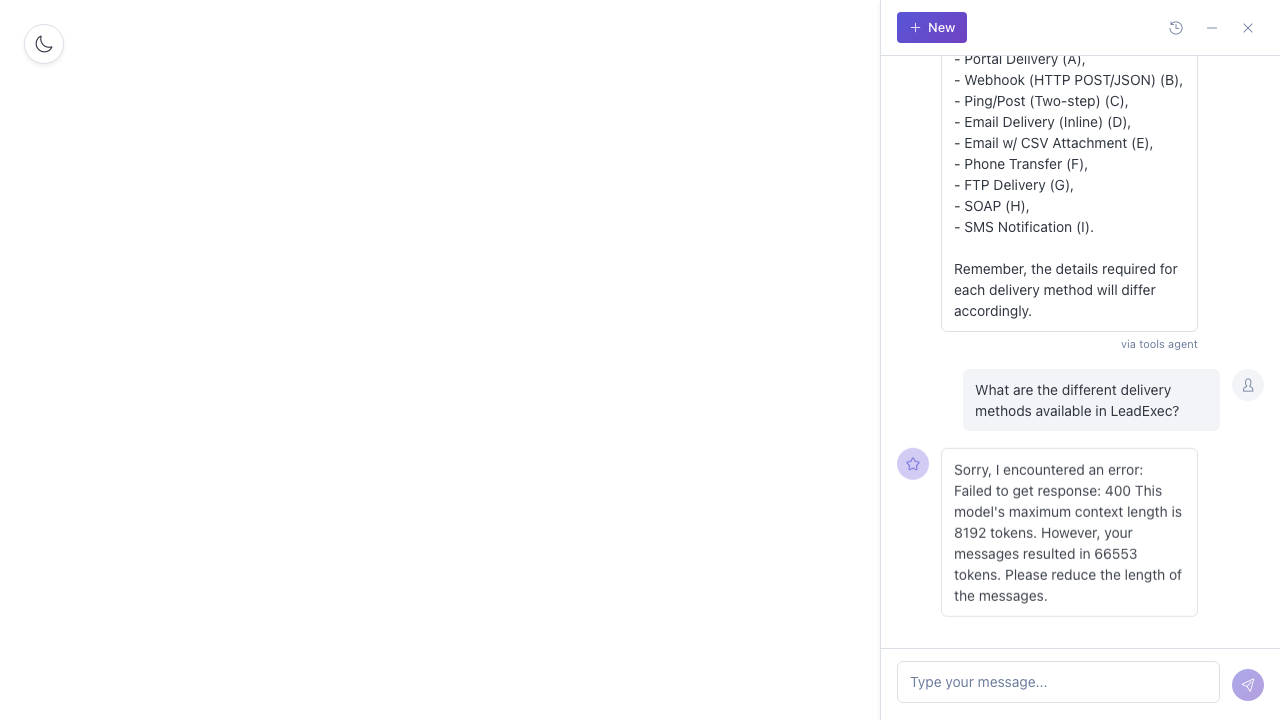 New
- Portal Delivery (A),
- Webhook (HTTP POST/JSON) (B),
- Ping/Post (Two-step) (C),
- Email Delivery (Inline) (D),
- Email w/ CSV Attachment (E),
- Phone Transfer (F),
- FTP Delivery (G),
- SOAP (H),
- SMS Notification (I).
Remember, the details required for
each delivery method will differ
accordingly.
via tools agent
What are the different delivery
methods available in LeadExec?
Sorry, I encountered an error:
Failed to get response: 400 This
model's maximum context length is
8192 tokens. However, your
messages resulted in 66553
tokens. Please reduce the length of
the messages.
Type your message...